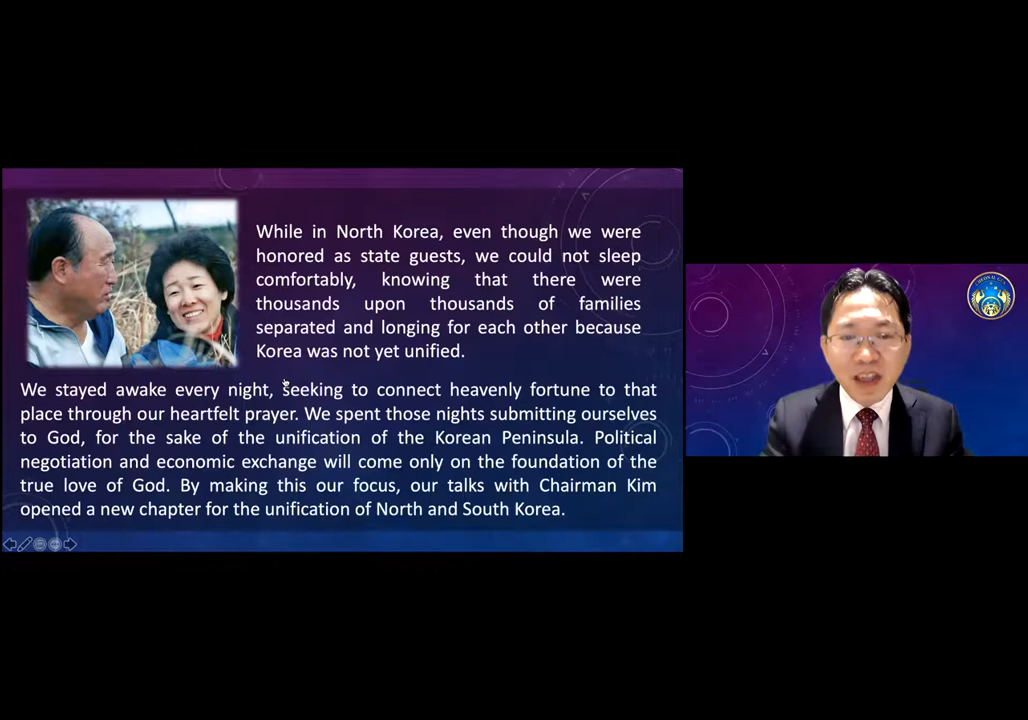 While in North Korea, even though we were
honored as state guests, we could not sleep
comfortably, knowing that there were
thousands upon thousands of families
separated and longing for each other because
Korea was not yet unified.
We stayed awake every night, seeking to connect heavenly fortune to that
place through our heartfelt prayer. We spent those nights submitting ourselves
to God, for the sake of the unification of the Korean Peninsula. Political
negotiation and economic exchange will come only on the foundation of the
true love of God. By making this our focus, our talks with Chairman Kim
opened a new chapter for the unification of North and South Korea.